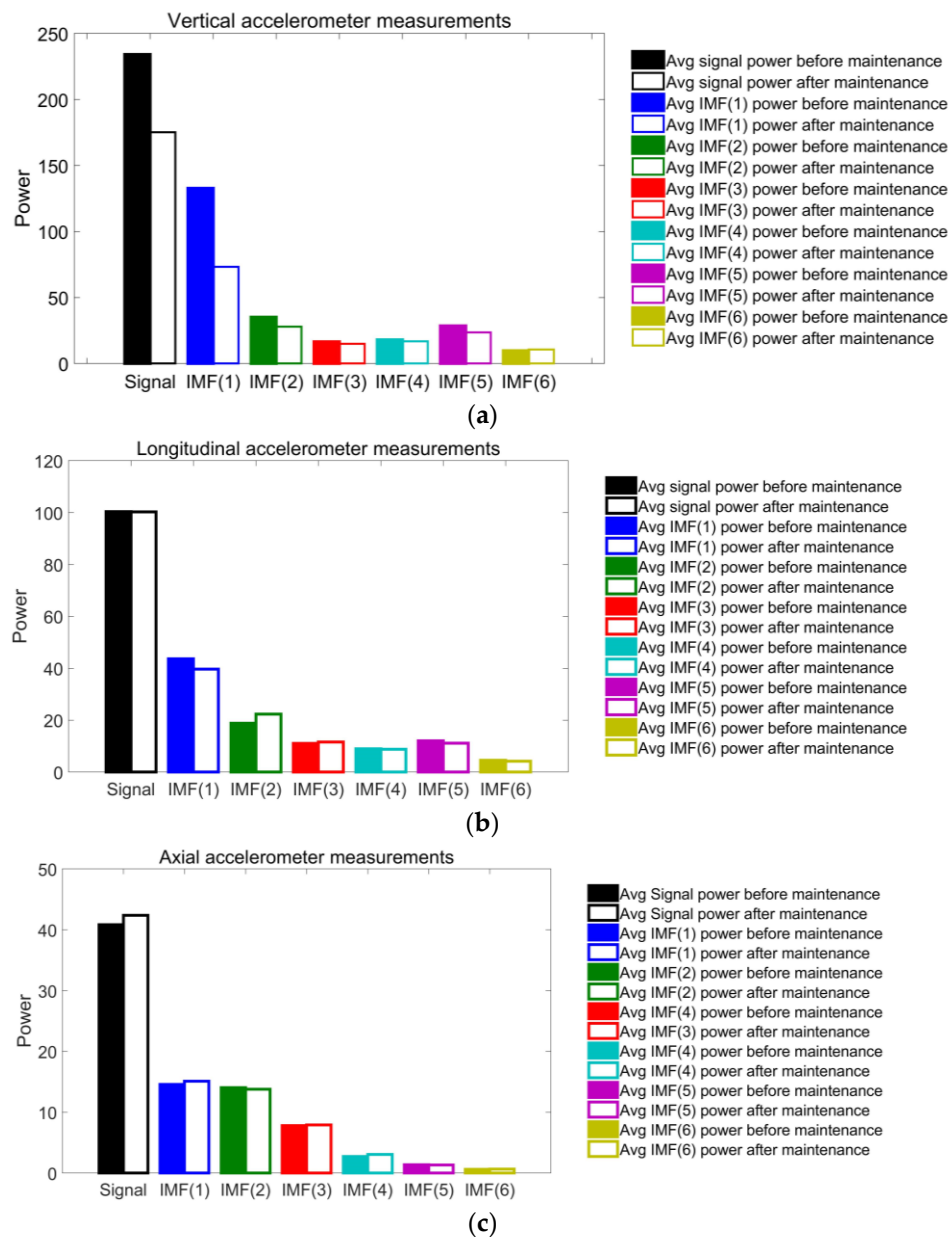 Vertical accelerometer measurements
250
200
150
100
50
0
Power
Signal IMF(1) IMF(2) IMF(3) IMF(4) IMF(5) IMF(6)
Avg signal power before maintenance
Avg signal power after maintenance
Avg IMF(1) power before maintenance
Avg IMF(1) power after maintenance
Avg IMF(2) power before maintenance
Avg IMF(2) power after maintenance
Avg IMF(3) power before maintenance
Avg IMF(3) power after maintenance
Avg IMF(4) power before maintenance
Avg IMF(4) power after maintenance
Avg IMF(5) power before maintenance
Avg IMF(5) power after maintenance
Avg IMF(6) power before maintenance
Avg IMF(6) power after maintenance
(a)
Longitudinal accelerometer measurements
120
100
80
60
40
20
0
Power
Signal IMF(1) IMF(2) IMF(3) IMF(4) IMF(5) IMF(6)
Avg signal power before maintenance
Avg signal power after maintenance
Avg IMF(1) power before maintenance
Avg IMF(1) power after maintenance
Avg IMF(2) power before maintenance
Avg IMF(2) power after maintenance
Avg IMF(3) power before maintenance
Avg IMF(3) power after maintenance
Avg IMF(4) power before maintenance
Avg IMF(4) power after maintenance
Avg IMF(5) power before maintenance
Avg IMF(5) power after maintenance
Avg IMF(6) power before maintenance
Avg IMF(6) power after maintenance
(b)
Axial accelerometer measurements
50
40
30
20
10
0
Power
Signal IMF(1) IMF(2) IMF(3) IMF(4) IMF(5) IMF(6)
Avg Signal power before maintenance
Avg Signal power after maintenance
Avg IMF(1) power before maintenance
Avg IMF(1) power after maintenance
Avg IMF(2) power before maintenance
Avg IMF(2) power after maintenance
Avg IMF(4) power before maintenance
Avg IMF(3) power after maintenance
Avg IMF(4) power before maintenance
Avg IMF(4) power after maintenance
Avg IMF(5) power before maintenance
Avg IMF(5) power after maintenance
Avg IMF(6) power before maintenance
Avg IMF(6) power after maintenance
(c)